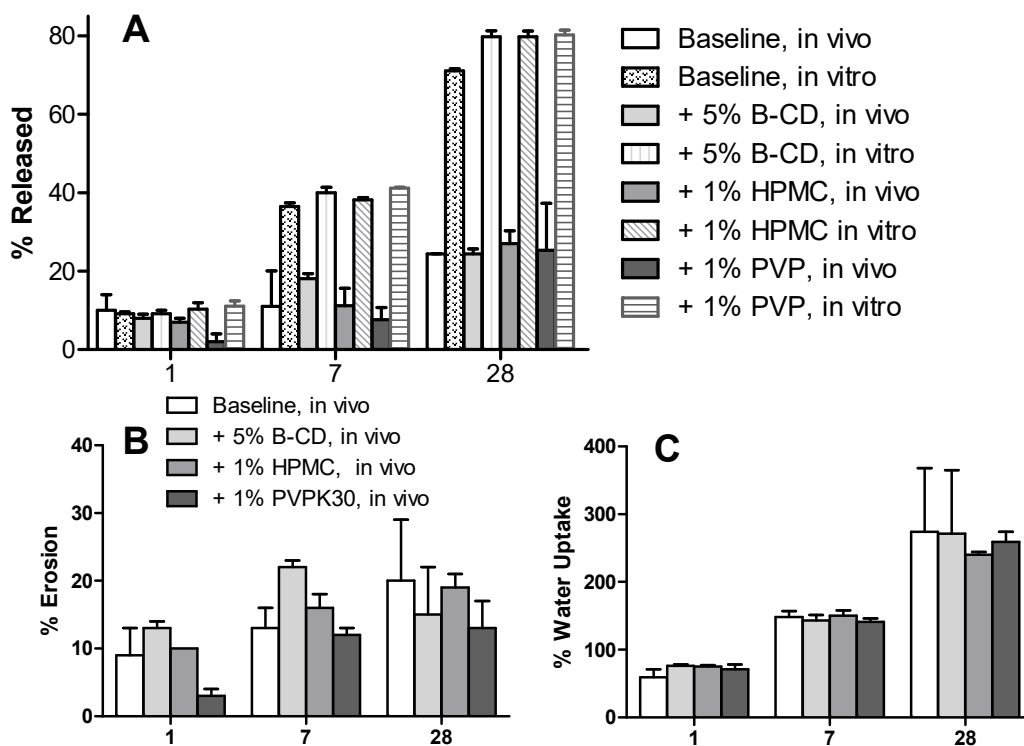 A
80
60
40
20
0
% Released
1
7
28
Baseline, in vivo
Baseline, in vitro
+ 5% B-CD, in vivo
+ 5% B-CD, in vitro
+ 1% HPMC, in vivo
+ 1% HPMC in vitro
+ 1% PVP, in vivo
+ 1% PVP, in vitro
B
Baseline, in vivo
+ 5% B-CD, in vivo
+ 1% HPMC, in vivo
+ 1% PVPK30, in vivo
40
30
20
10
0
% Erosion
1
7
28
C
400
300
200
100
0
% Water Uptake
1
7
28